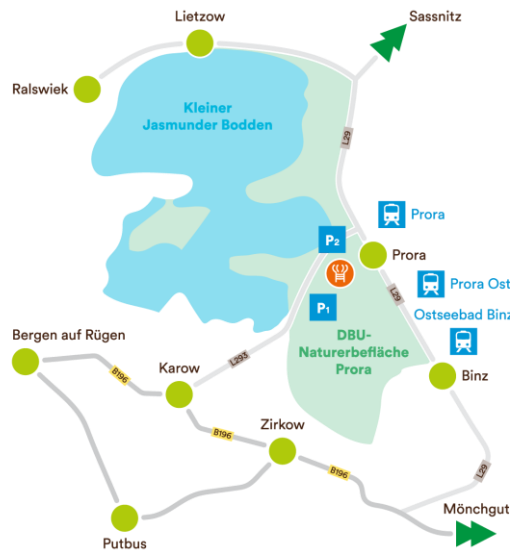 Lietzow
Sassnitz
Ralswiek
Kleiner
Jasmunder Bodden
L29
Prora
P2
Prora
Prora Ost
L29
P1
Ostseebad Binz
DBU-
Naturerbefläche
Prora
Bergen auf Rügen
L293
B196
Karow
Binz
Zirkow
B196
B196
L29
Mönchgut
Putbus